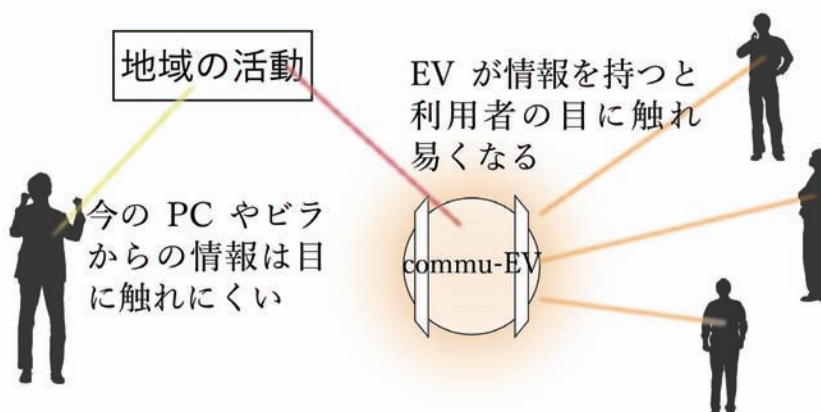 地域の活動
EV が情報を持つと
利用者の目に触れ
易くなる
今の PC やビラ
からの情報は目
に触れにくい
commu-EV